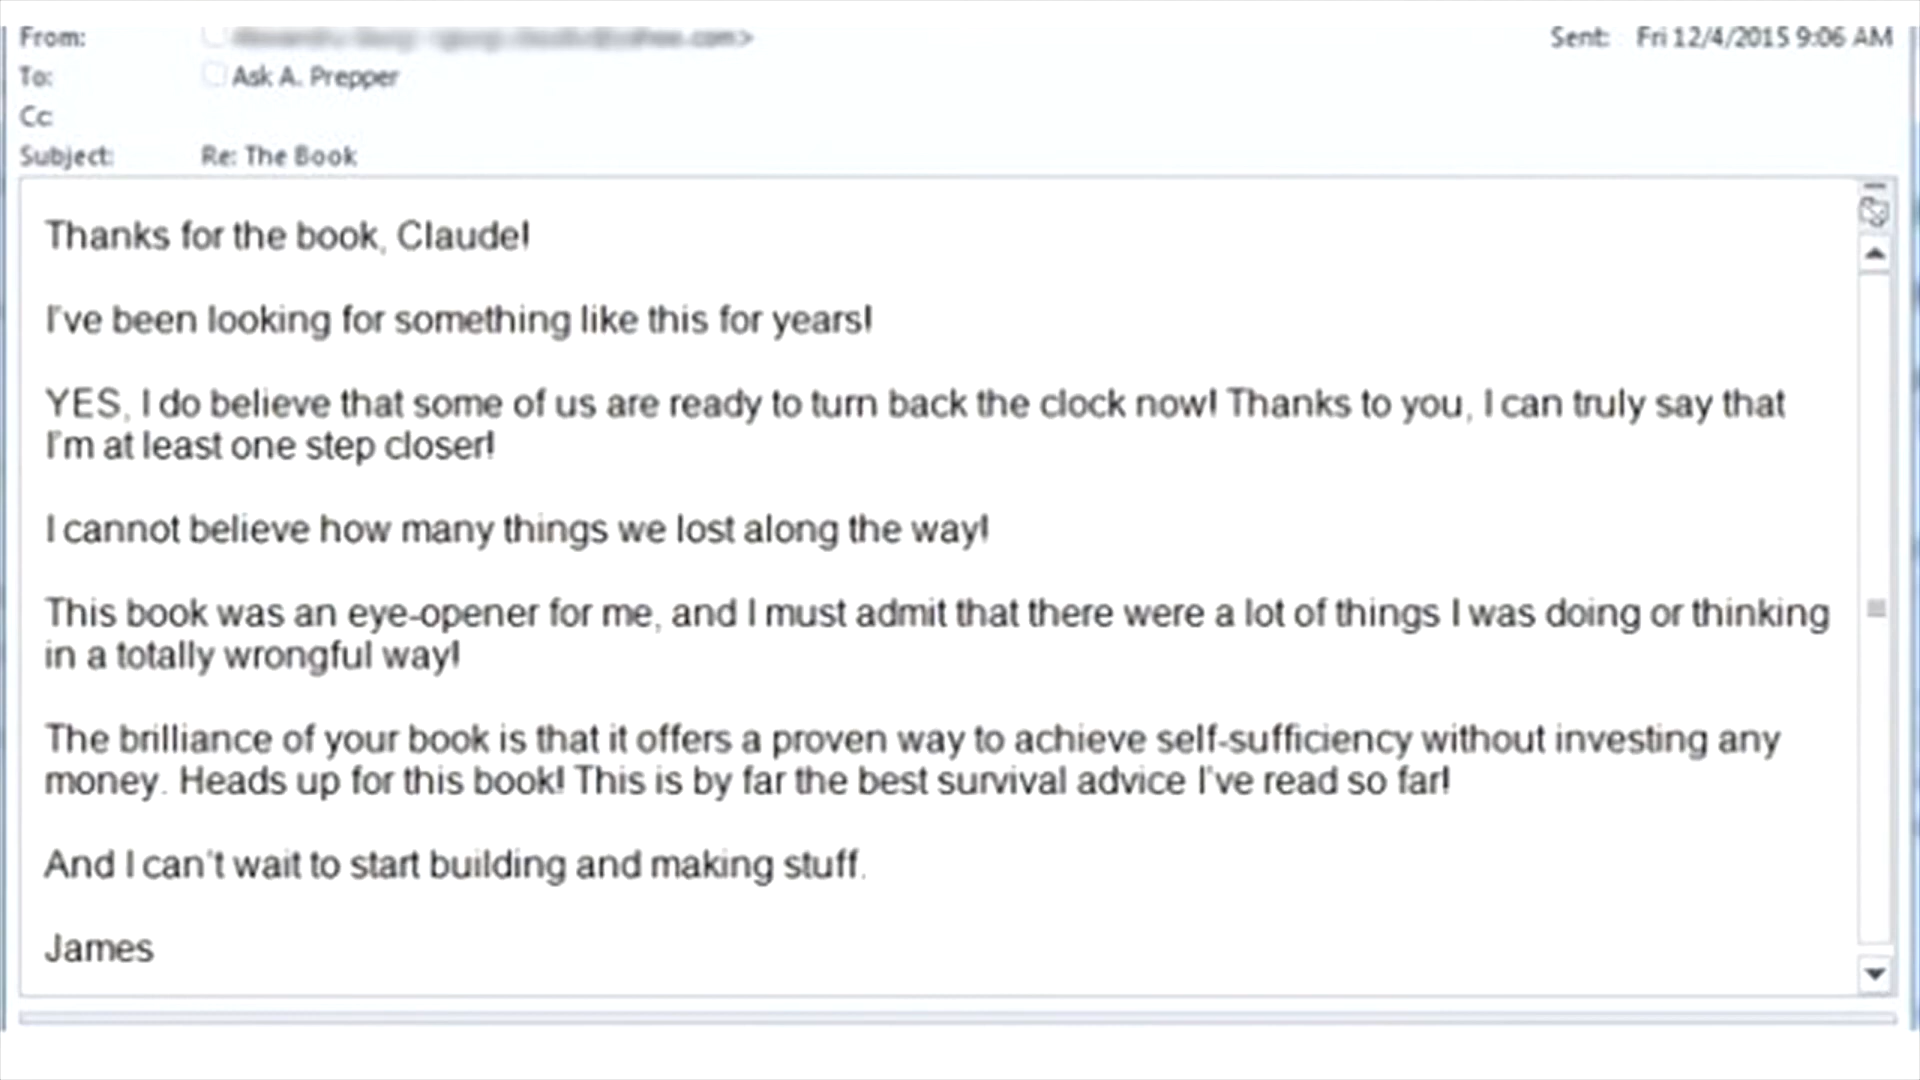 From: .com>
Sent: Fri 12/4/2015 9:06 AM
To: Ask A. Prepper
Cc
Subject: Re: The Book
Thanks for the book, Claude!
I've been looking for something like this for years!
YES, I do believe that some of us are ready to turn back the clock now! Thanks to you, I can truly say that
I'm at least one step closer!
I cannot believe how many things we lost along the way!
This book was an eye-opener for me, and I must admit that there were a lot of things I was doing or thinking
in a totally wrongful way!
The brilliance of your book is that it offers a proven way to achieve self-sufficiency without investing any
money. Heads up for this book! This is by far the best survival advice I've read so far!
And I can't wait to start building and making stuff.
James